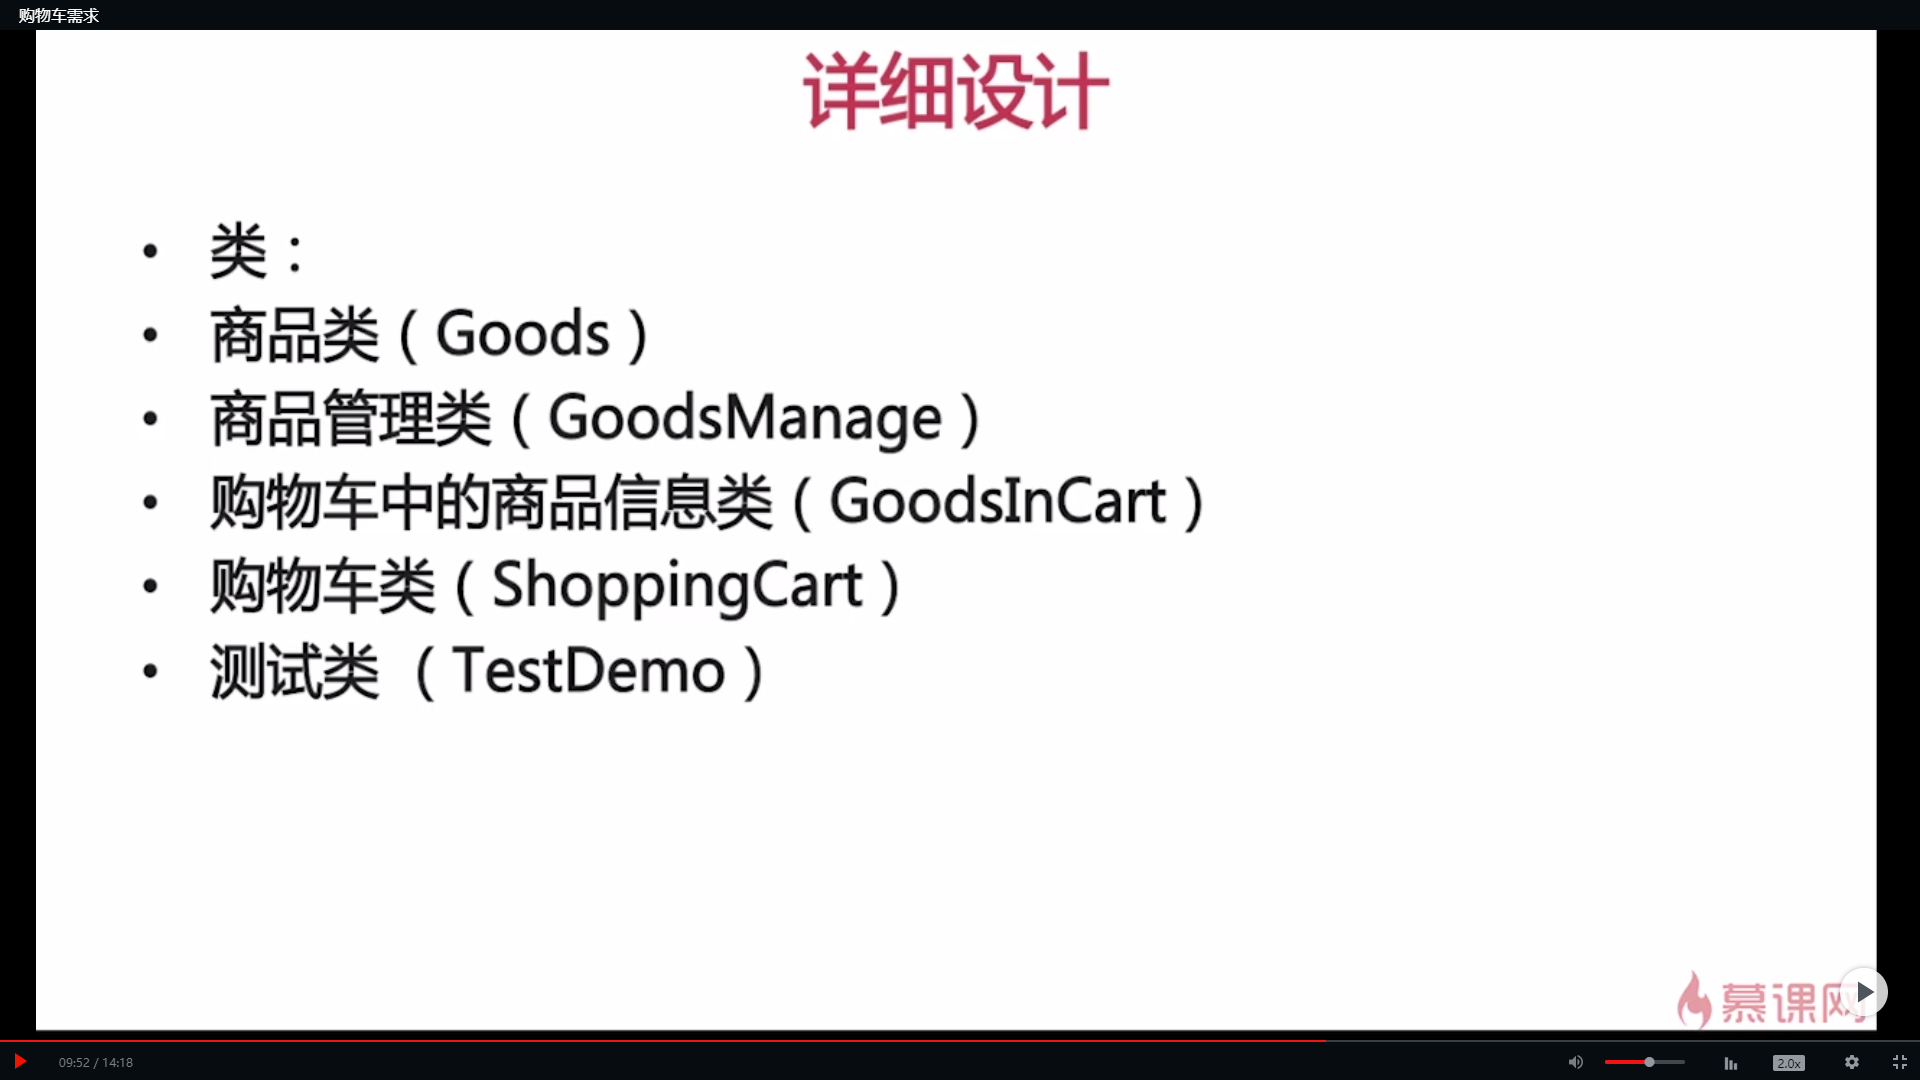 购物车需求
详细设计
• 类：
• 商品类（Goods）
• 商品管理类（GoodsManage）
• 购物车中的商品信息类（GoodsInCart）
• 购物车类（ShoppingCart）
• 测试类 （TestDemo）
慕课网
09:52 / 14:18
2.0x